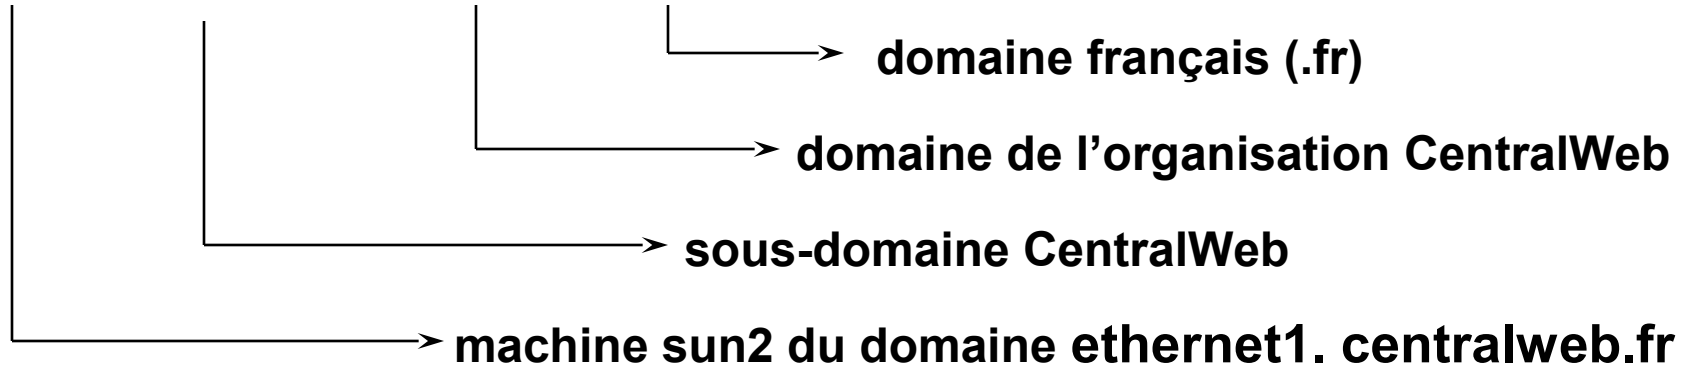 domaine français (.fr)
domaine de l’organisation CentralWeb
sous-domaine CentralWeb
machine sun2 du domaine ethernet1. centralweb.fr